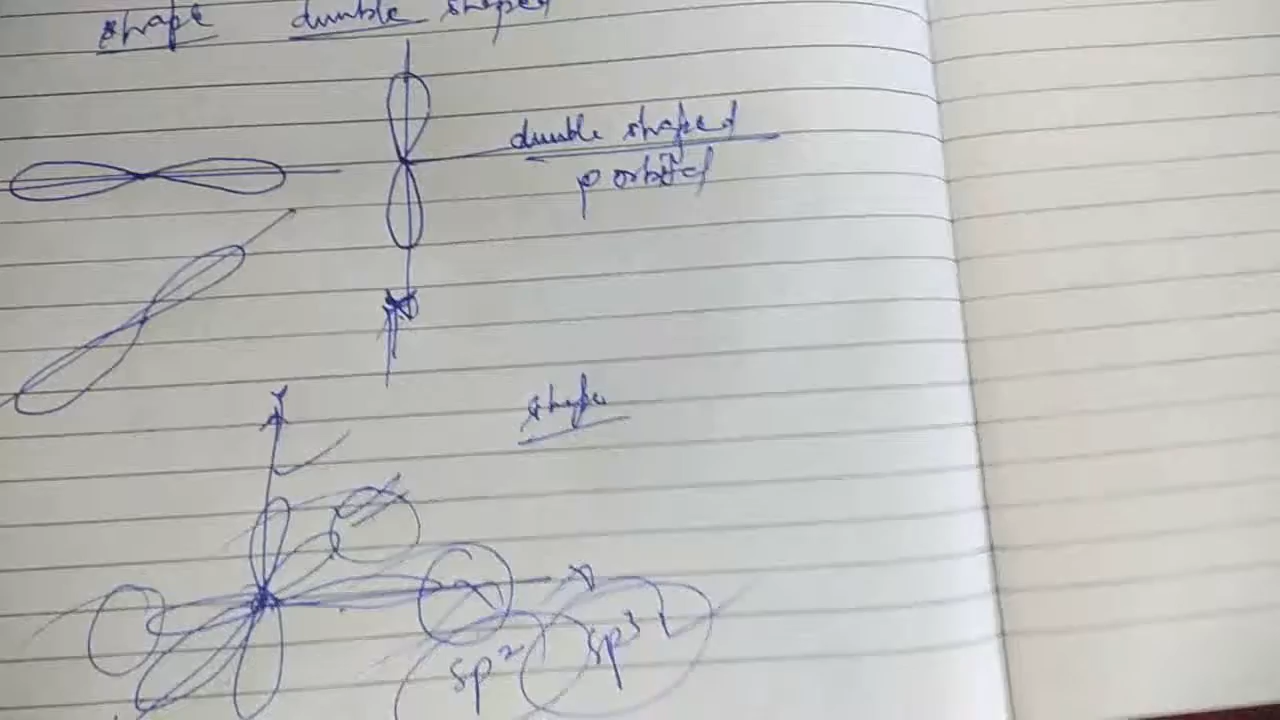 shape dumble shaped
dumble shaped
p orbital
shape
sp² sp³